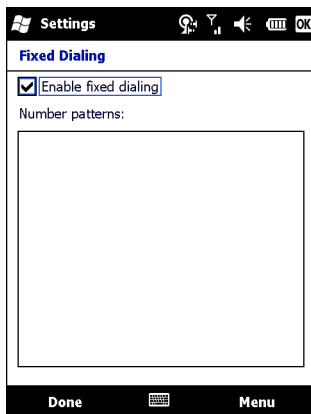 Settings
OK
Fixed Dialing
Enable fixed dialing
Number patterns:
Done
Menu